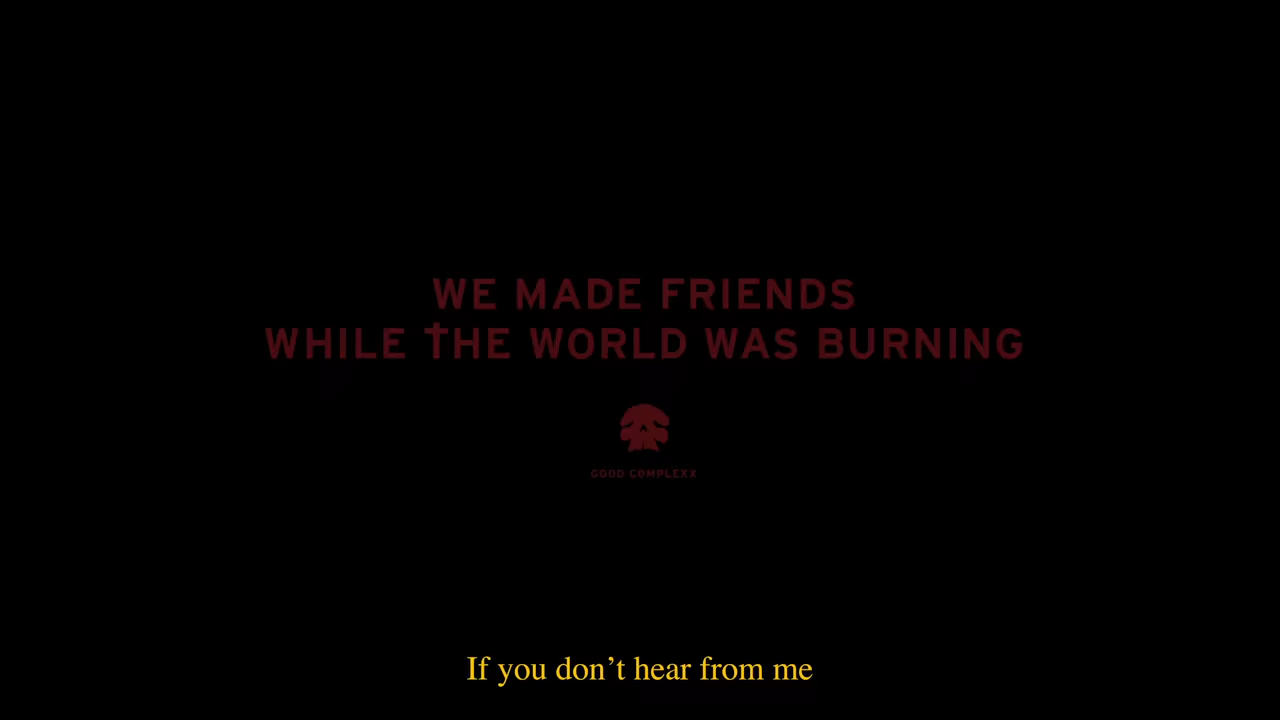 WE MADE FRIENDS
WHILE THE WORLD WAS BURNING
GOOD COMPLEXX
If you don’t hear from me